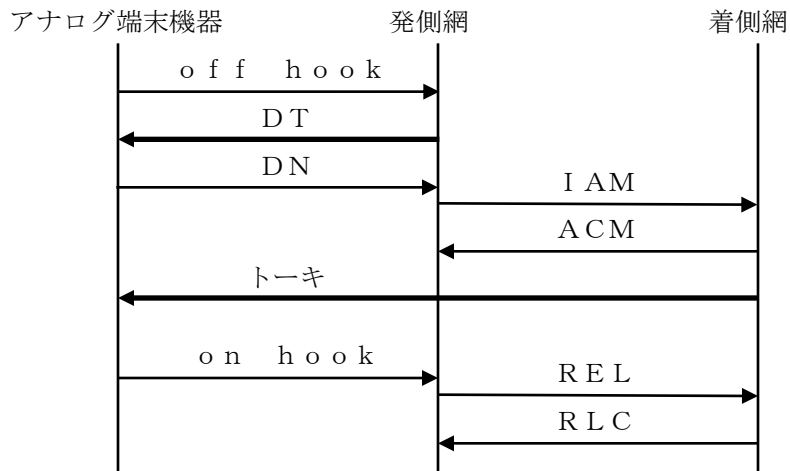 アナログ端末機器 発側網 着側網
ｏｆｆ ｈｏｏｋ
ＤＴ
ＤＮ
ＩＡＭ
ＡＣＭ
トーキ
ｏｎ ｈｏｏｋ
ＲＥＬ
ＲＬＣ